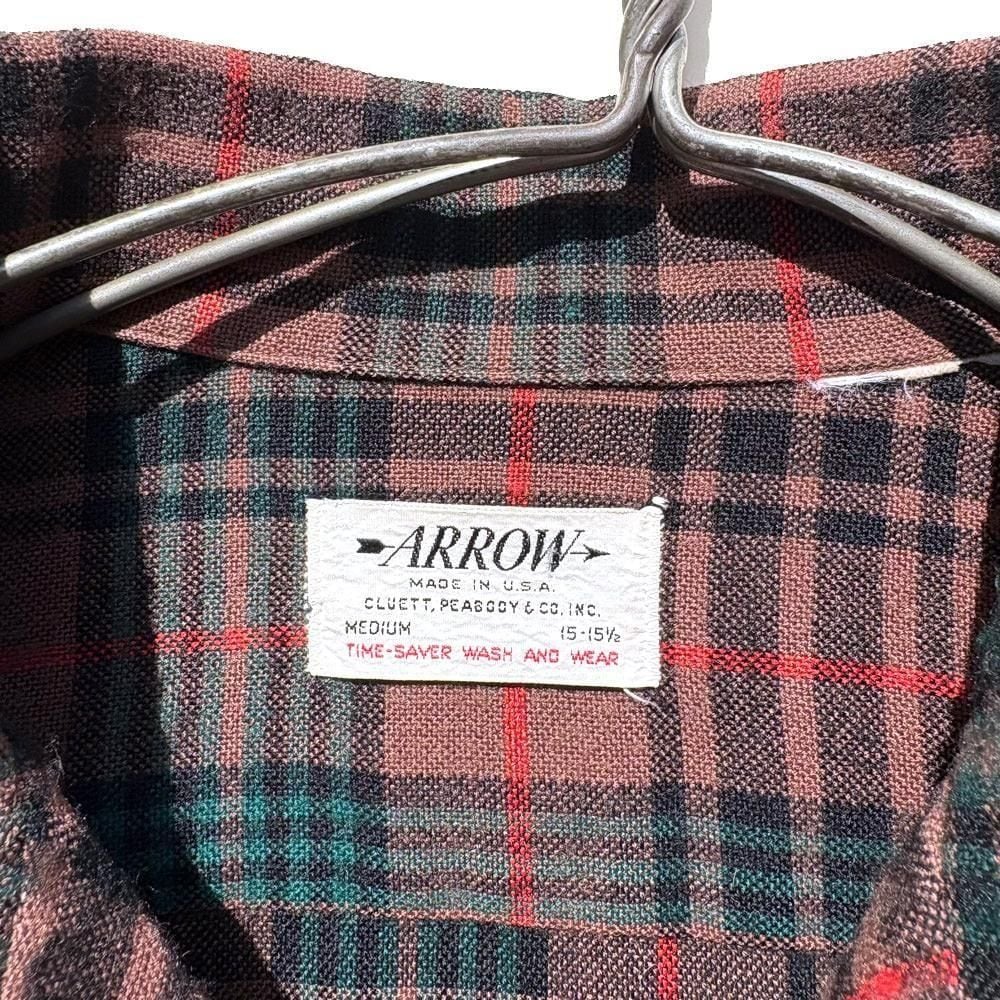 ARROW
MADE IN U.S.A.
CLUETT, PEABODY & CO. INC.
MEDIUM 15-15½
TIME-SAVER WASH AND WEAR